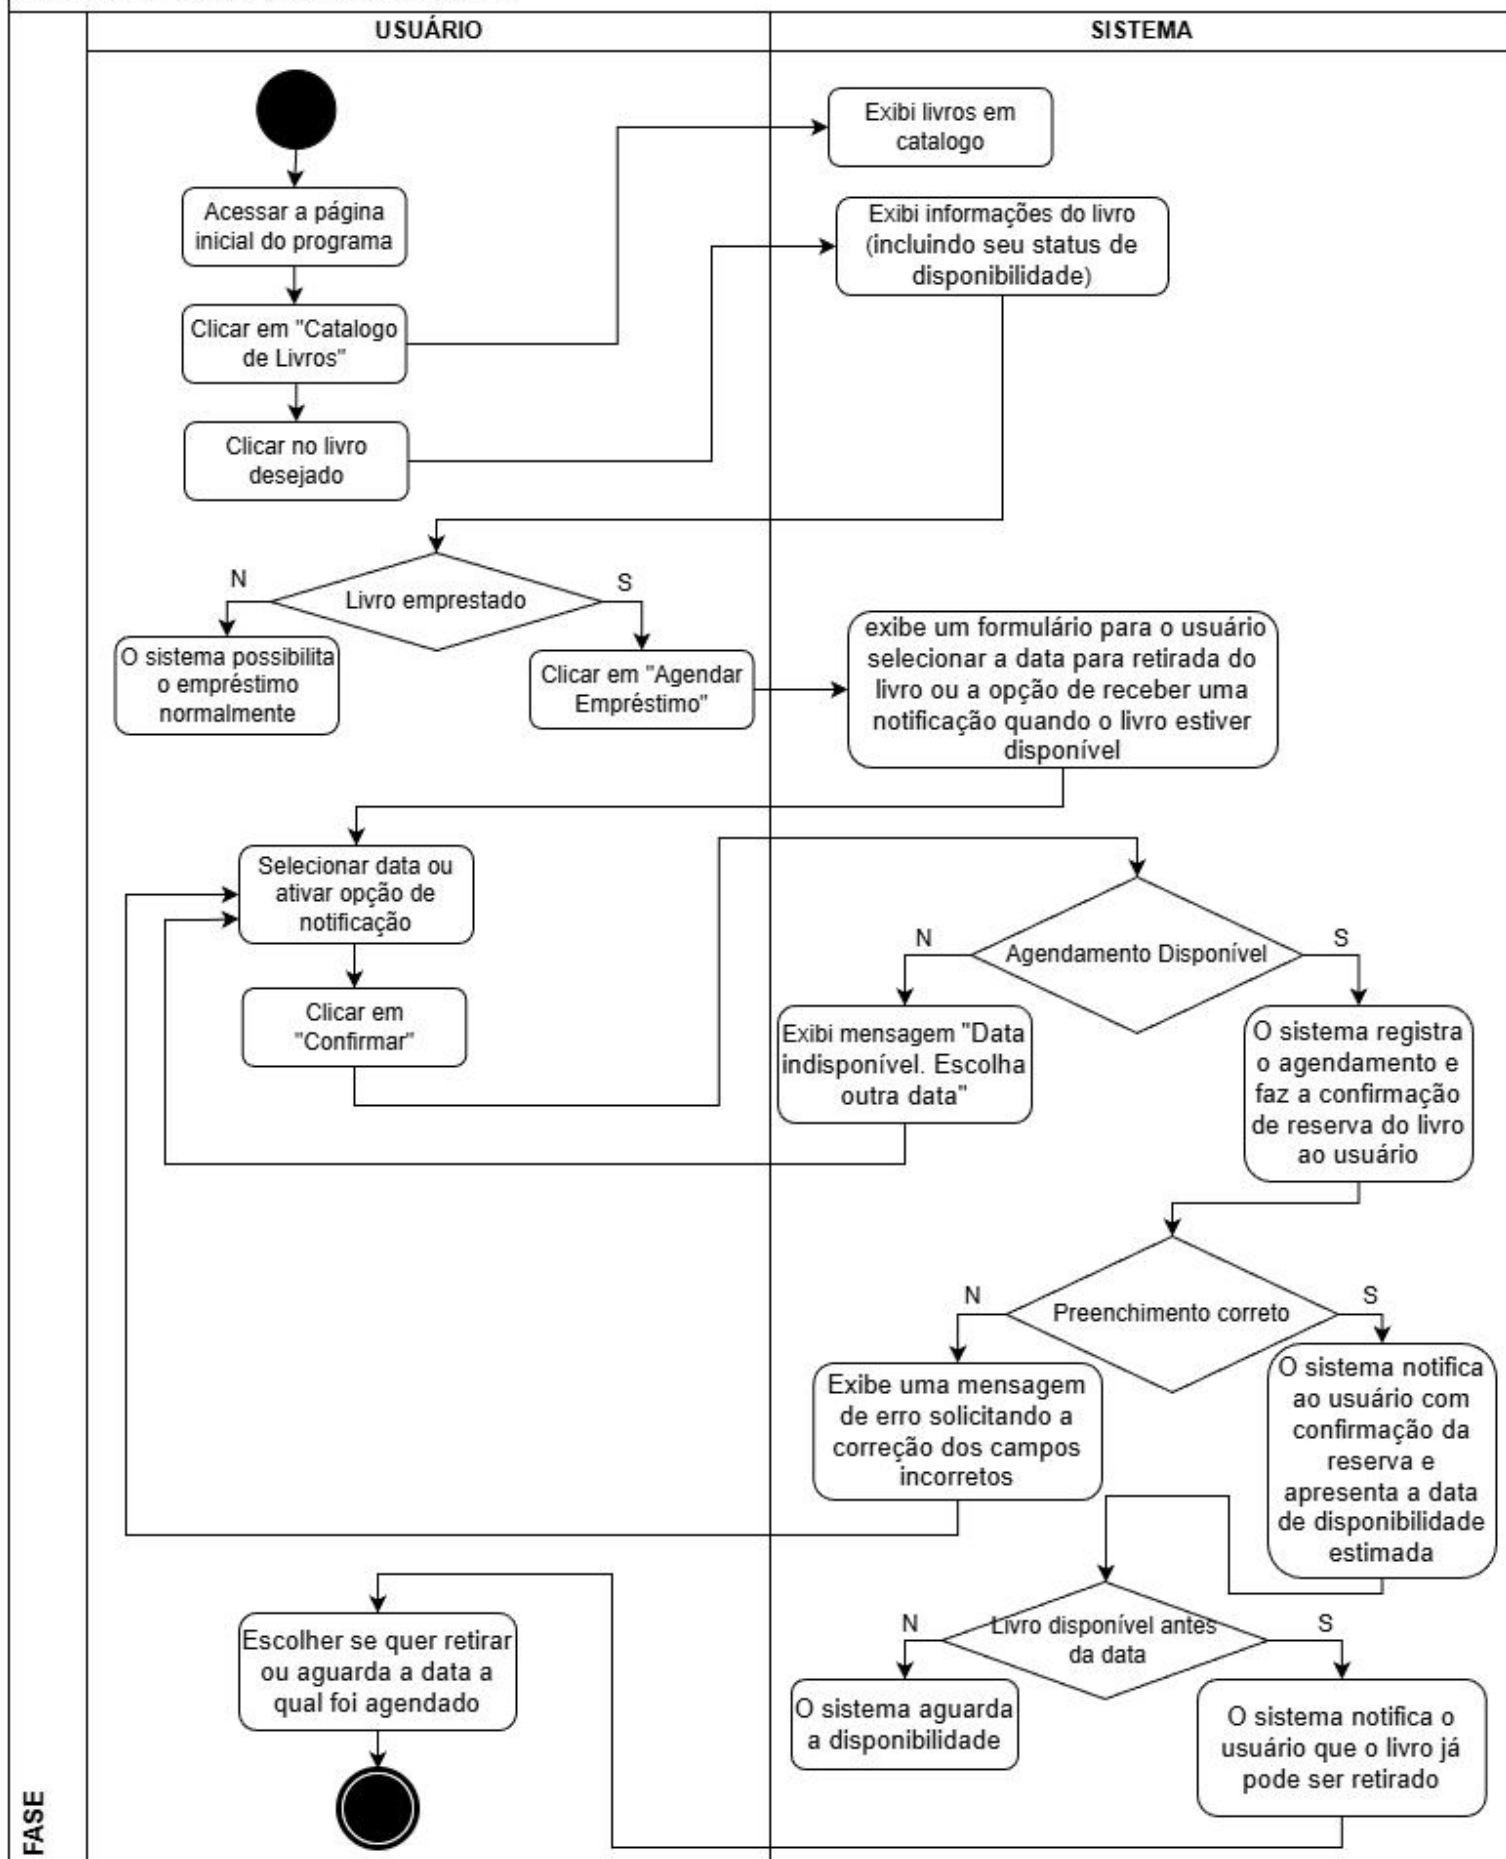 USUÁRIO
SISTEMA
Exibi livros em
catalogo
Acessar a página
inicial do programa
Exibi informações do livro
(incluindo seu status de
disponibilidade)
Clicar em "Catalogo
de Livros"
Clicar no livro
desejado
N
S
Livro emprestado
O sistema possibilita
o empréstimo
normalmente
Clicar em "Agendar
Empréstimo"
exibe um formulário para o usuário
selecionar a data para retirada do
livro ou a opção de receber uma
notificação quando o livro estiver
disponível
Selecionar data ou
ativar opção de
notificação
Clicar em
"Confirmar"
N
S
Agendamento Disponível
Exibi mensagem "Data
indisponível. Escolha
outra data"
O sistema registra
o agendamento e
faz a confirmação
de reserva do livro
ao usuário
N
S
Preenchimento correto
Exibe uma mensagem
de erro solicitando a
correção dos campos
incorretos
O sistema notifica
ao usuário com
confirmação da
reserva e
apresenta a data
de disponibilidade
estimada
N
S
Livro disponível antes
da data
Escolher se quer retirar
ou aguarda a data a
qual foi agendado
O sistema aguarda
a disponibilidade
O sistema notifica o
usuário que o livro já
pode ser retirado
FASE